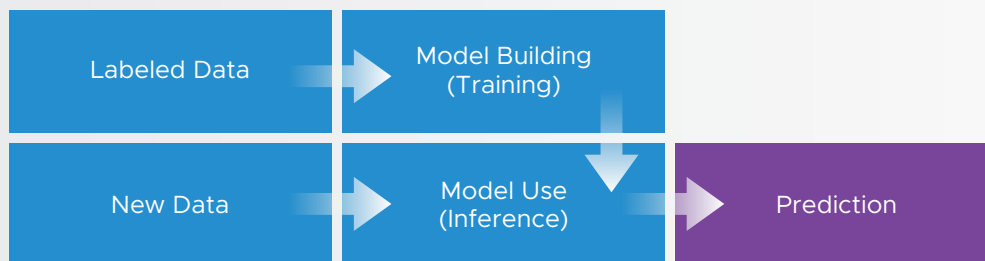 Labeled Data
Model Building
(Training)
New Data
Model Use
(Inference)
Prediction